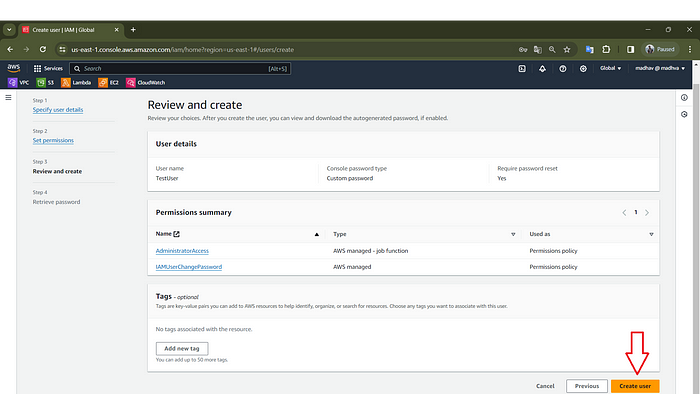 Create user | IAM | Global
us-east-1.console.aws.amazon.com/iam/home?region=us-east-1#/users/create
Paused
aws
Services
Search
[Alt+S]
Global
madhav @ madhva
VPC
S3
Lambda
EC2
CloudWatch
Step 1
Specify user details
Step 2
Set permissions
Step 3
Review and create
Step 4
Retrieve password
Review and create
Review your choices. After you create the user, you can view and download the autogenerated password, if enabled.
User details
User name
Console password type
Require password reset
TestUser
Custom password
Yes
Permissions summary
1
Name
Type
Used as
AdministratorAccess
AWS managed - job function
Permissions policy
IAMUserChangePassword
AWS managed
Permissions policy
Tags - optional
Tags are key-value pairs you can add to AWS resources to help identify, organize, or search for resources. Choose any tags you want to associate with this user.
No tags associated with the resource.
Add new tag
You can add up to 50 more tags.
Cancel
Previous
Create user